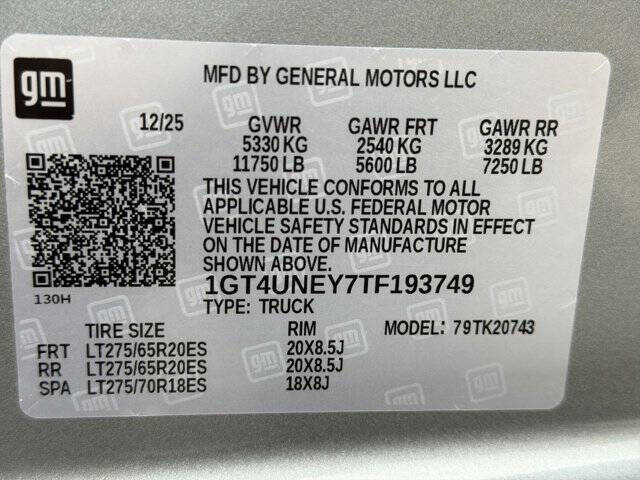 gm
MFD BY GENERAL MOTORS LLC
12/25 GVWR GAWR FRT GAWR RR
5330 KG 2540 KG 3289 KG
11750 LB 5600 LB 7250 LB
THIS VEHICLE CONFORMS TO ALL
APPLICABLE U.S. FEDERAL MOTOR
VEHICLE SAFETY STANDARDS IN EFFECT
ON THE DATE OF MANUFACTURE
SHOWN ABOVE.
130H
1GT4UNEY7TF193749
TYPE: TRUCK
TIRE SIZE RIM MODEL: 79TK20743
FRT LT275/65R20ES 20X8.5J
RR LT275/65R20ES 20X8.5J
SPA LT275/70R18ES 18X8J